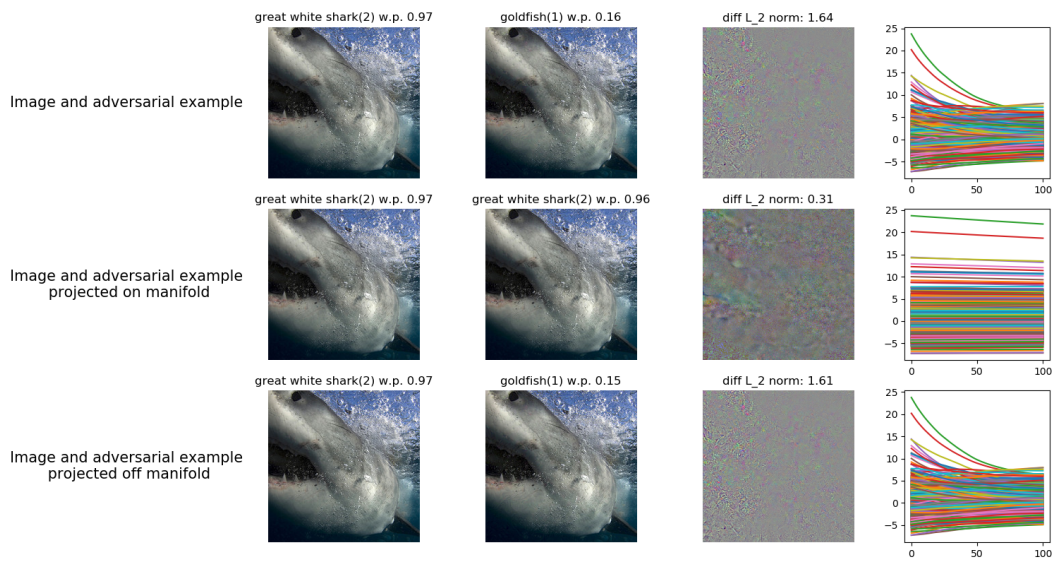 great white shark(2) w.p. 0.97
goldfish(1) w.p. 0.16
diff L_2 norm: 1.64
Image and adversarial example
25
20
15
10
5
0
−5
0
50
100
great white shark(2) w.p. 0.97
great white shark(2) w.p. 0.96
diff L_2 norm: 0.31
Image and adversarial example
projected on manifold
25
20
15
10
5
0
−5
0
50
100
great white shark(2) w.p. 0.97
goldfish(1) w.p. 0.15
diff L_2 norm: 1.61
Image and adversarial example
projected off manifold
25
20
15
10
5
0
−5
0
50
100